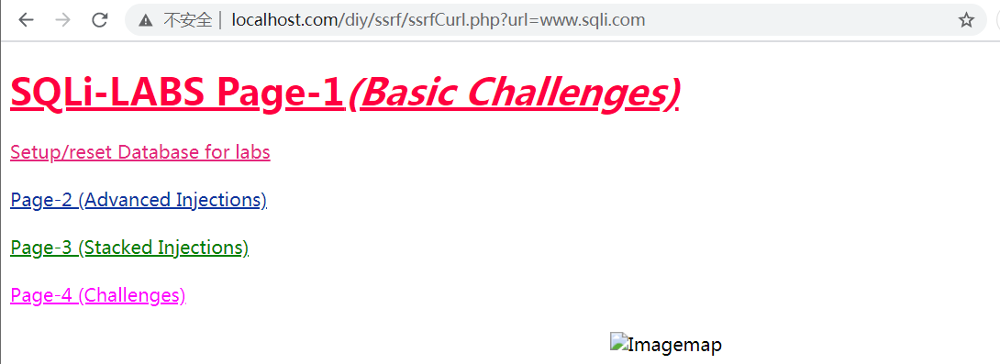 不安全 | localhost.com/diy/ssrf/ssrfCurl.php?url=www.sqli.com
SQLi-LABS Page-1(Basic Challenges)
Setup/reset Database for labs
Page-2 (Advanced Injections)
Page-3 (Stacked Injections)
Page-4 (Challenges)
Imagemap